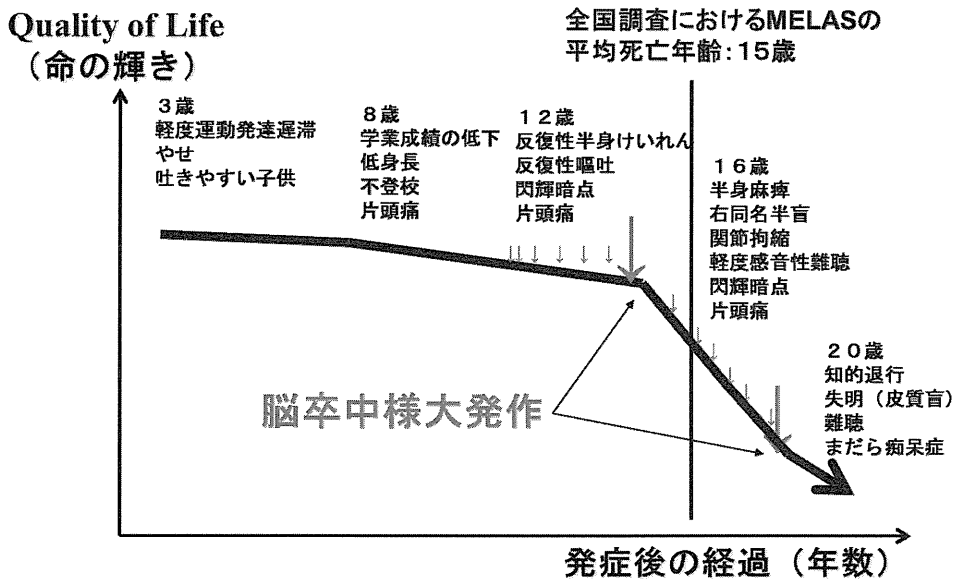 Quality of Life
（命の輝き）
全国調査におけるMELASの
平均死亡年齢：15歳
３歳
軽度運動発達遅滞
やせ
吐きやすい子供
８歳
学業成績の低下
低身長
不登校
片頭痛
１２歳
反復性半身けいれん
反復性嘔吐
閃輝暗点
片頭痛
１６歳
半身麻痺
右同名半盲
関節拘縮
軽度感音性難聴
閃輝暗点
片頭痛
２０歳
知的退行
失明（皮質盲）
難聴
まだら痴呆症
脳卒中様大発作
発症後の経過（年数）